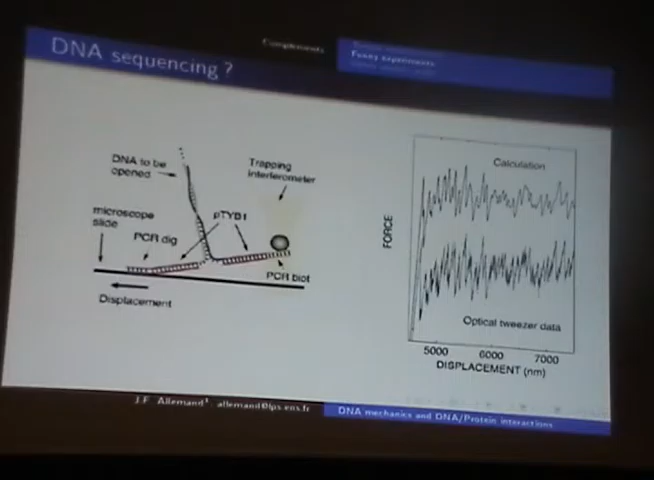 DNA sequencing ?
Complements
Funny experiments
DNA to be
opened
Trapping
interferometer
microscope
slide
pTYB1
PCR dig
PCR biot
Displacement
FORCE
Calculation
Optical tweezer data
5000
6000
7000
DISPLACEMENT (nm)
J.F. Allemand allemand@lps.ens.fr
DNA mechanics and DNA/Protein interactions